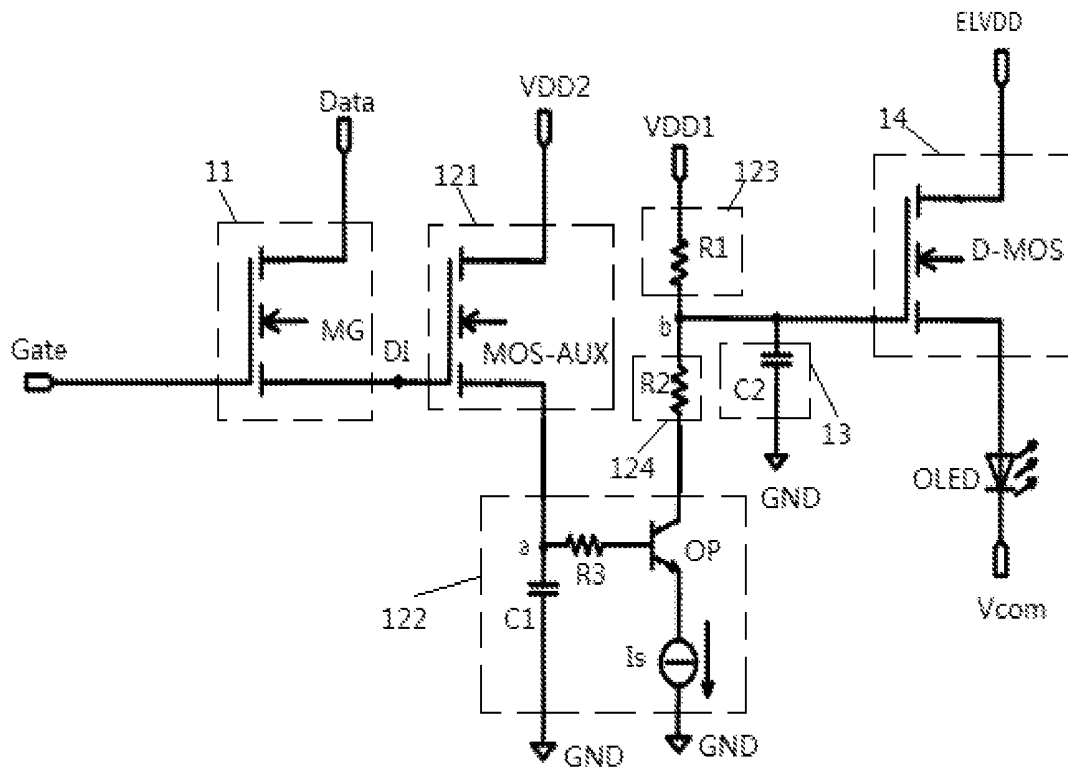 ELVDD
Data
VDD2
VDD1
14
11
121
123
R1
D-MOS
MG
MOS-AUX
b
Gate
DI
R2
C2
13
124
GND
OLED
a
R3
OP
122
C1
Vcom
Is
GND
GND